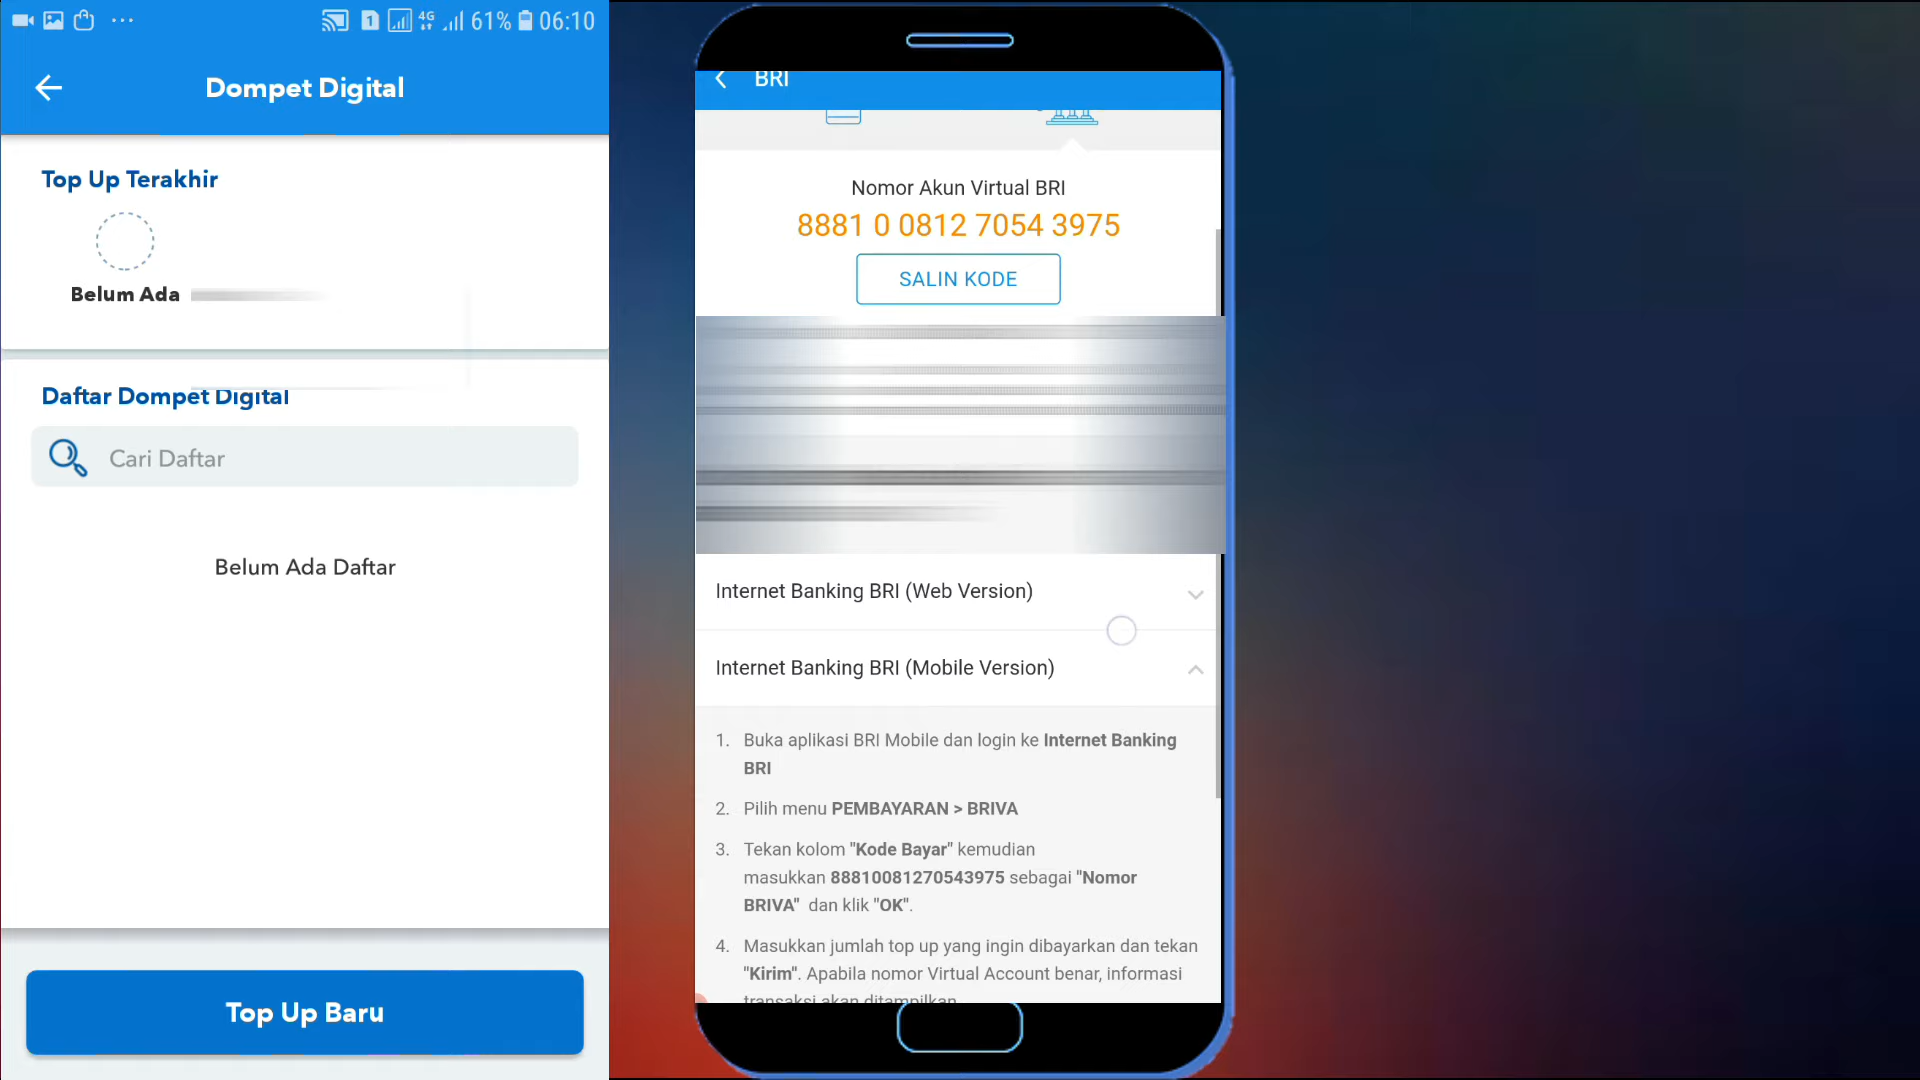 4G 61% 06:10
Dompet Digital
Top Up Terakhir
Belum Ada
Daftar Dompet Digital
Cari Daftar
Belum Ada Daftar
Top Up Baru
BRI
Nomor Akun Virtual BRI
8881 0 0812 7054 3975
SALIN KODE
Internet Banking BRI (Web Version)
Internet Banking BRI (Mobile Version)
1. Buka aplikasi BRI Mobile dan login ke Internet Banking
BRI
2. Pilih menu PEMBAYARAN > BRIVA
3. Tekan kolom "Kode Bayar" kemudian
masukkan 88810081270543975 sebagai "Nomor
BRIVA" dan klik "OK".
4. Masukkan jumlah top up yang ingin dibayarkan dan tekan
"Kirim". Apabila nomor Virtual Account benar, informasi
transaksi akan ditampilkan